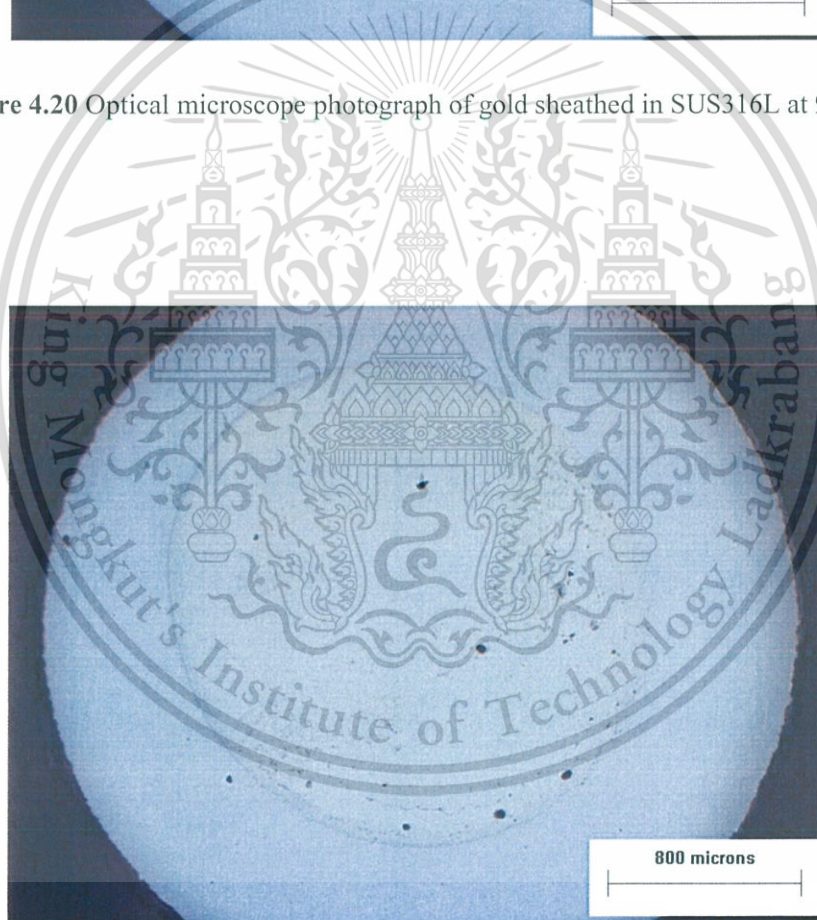 re 4.20 Optical microscope photograph of gold sheathed in SUS316L at
King Mongkut's Institute of Technology Ladkrabang
800 microns